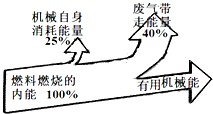 机械自身
消耗能量
25%
废气带
走能量
40%
燃料燃烧的
内能 100%
有用机械能